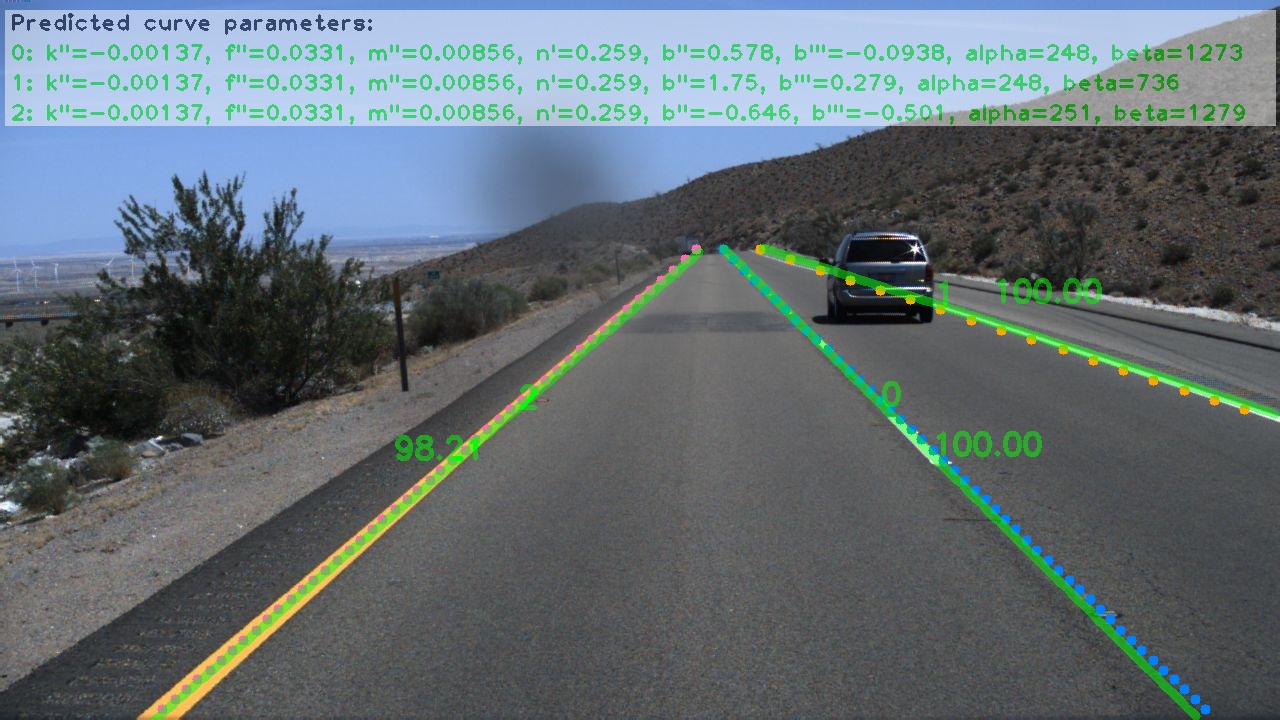 Predicted curve parameters:
0: k''=-0.00137, f''=0.0331, m''=0.00856, n'=0.259, b''=0.578, b'''=-0.0938, alpha=248, beta=1273
1: k''=-0.00137, f''=0.0331, m''=0.00856, n'=0.259, b''=1.75, b'''=0.279, alpha=248, beta=736
2: k''=-0.00137, f''=0.0331, m''=0.00856, n'=0.259, b''=-0.646, b'''=-0.501, alpha=251, beta=1279
1 100.00
2
0
98.21
100.00